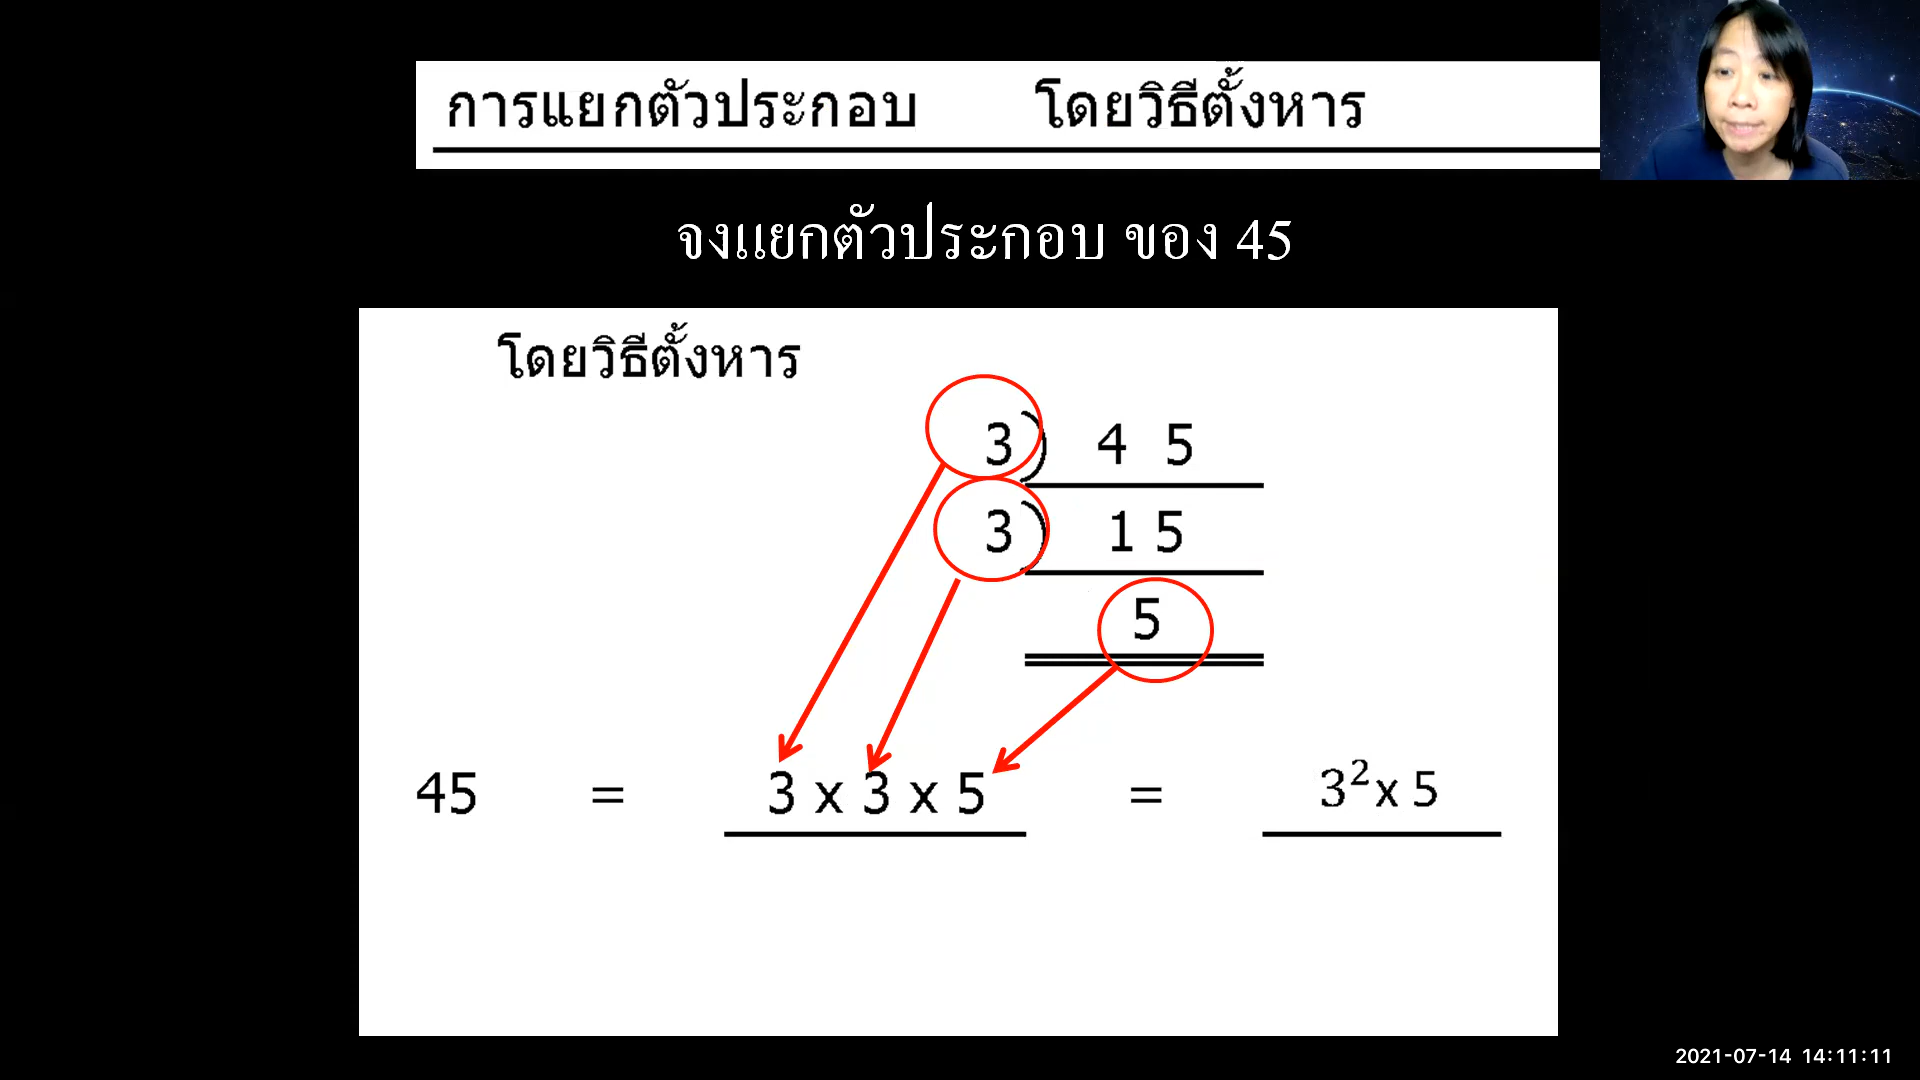 การแยกตัวประกอบ โดยวิธีตั้งหาร
จงแยกตัวประกอบ ของ 45
โดยวิธีตั้งหาร
3 ) 4 5
3 ) 1 5
5
45 = 3 x 3 x 5 = 3² x 5
2021-07-14 14:11:11